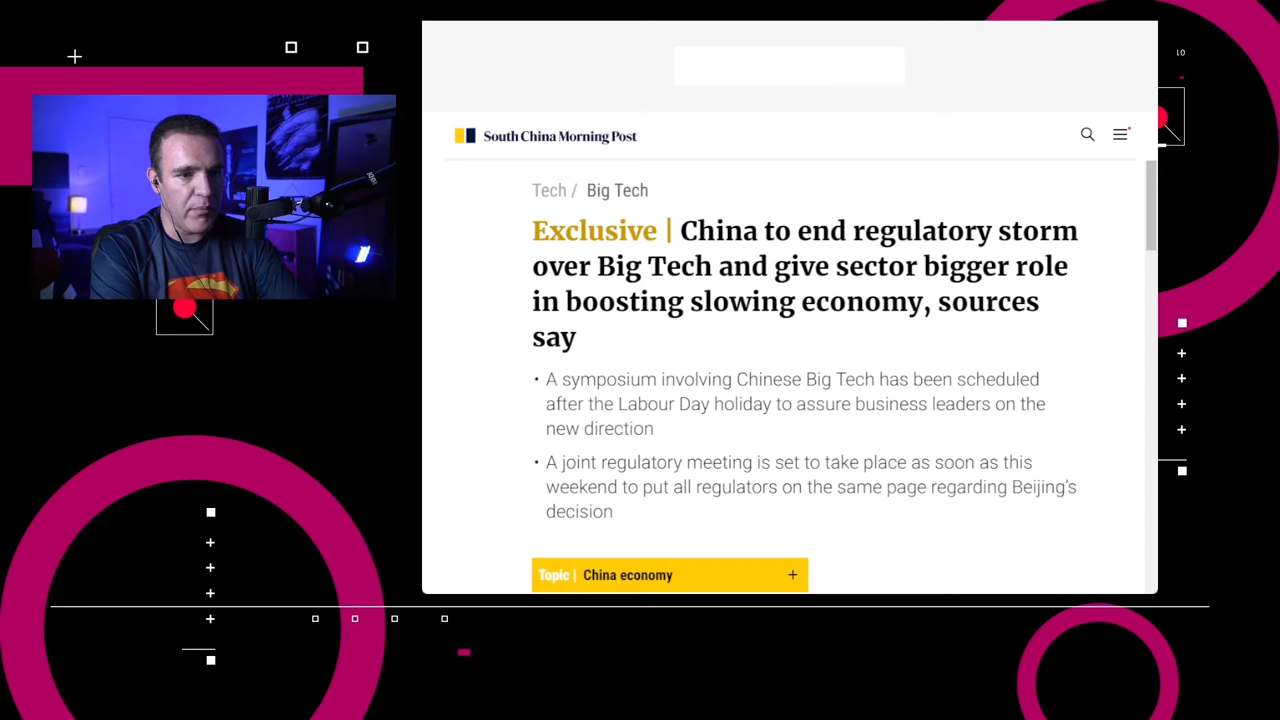 South China Morning Post
Tech / Big Tech
Exclusive | China to end regulatory storm
over Big Tech and give sector bigger role
in boosting slowing economy, sources
say
• A symposium involving Chinese Big Tech has been scheduled
after the Labour Day holiday to assure business leaders on the
new direction
• A joint regulatory meeting is set to take place as soon as this
weekend to put all regulators on the same page regarding Beijing's
decision
Topic | China economy +